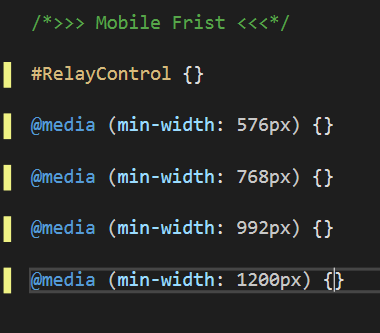 /*>>> Mobile Frist <<<*/
#RelayControl {}
@media (min-width: 576px) {}
@media (min-width: 768px) {}
@media (min-width: 992px) {}
@media (min-width: 1200px) {}